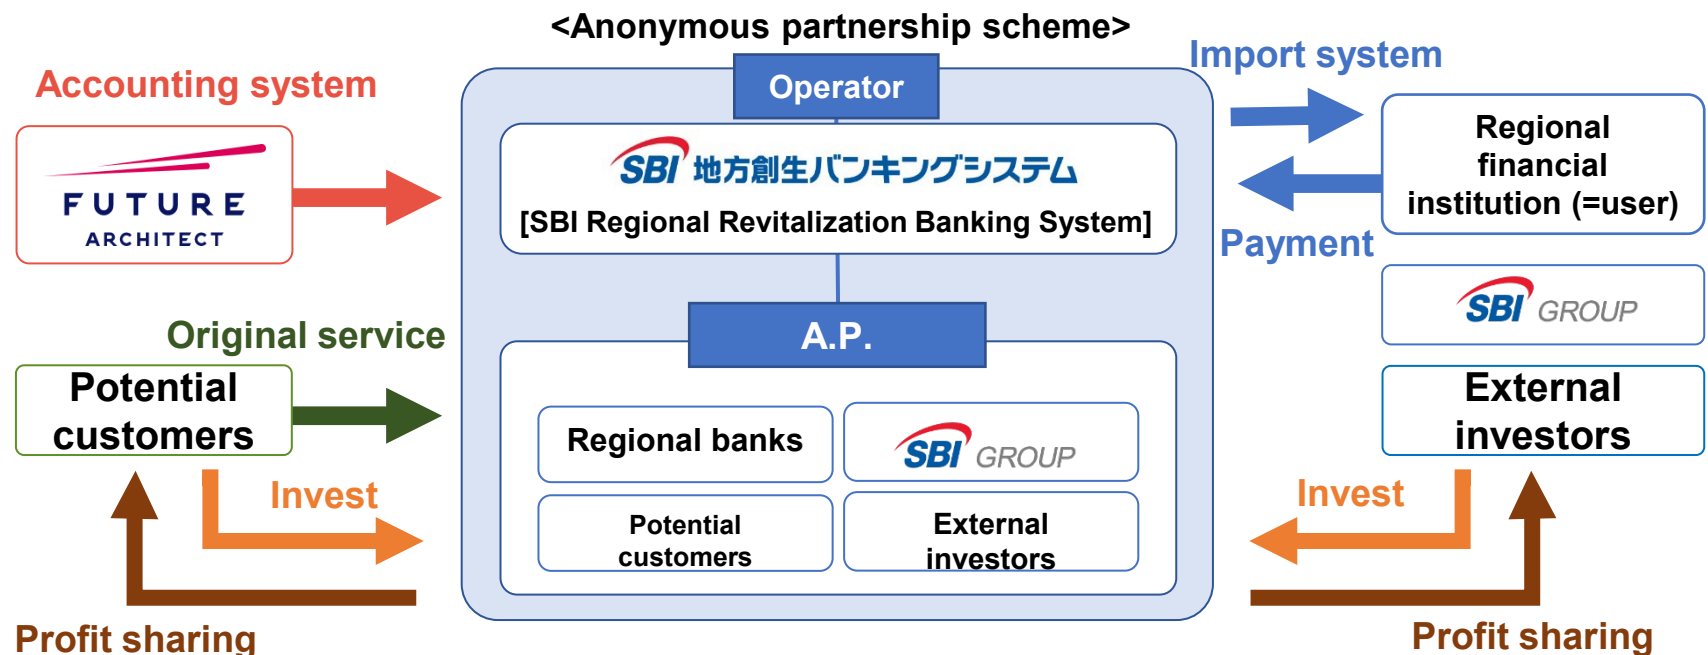 <Anonymous partnership scheme>
Accounting system
FUTURE
ARCHITECT
Original service
Potential
customers
Invest
Profit sharing
Operator
SBI 地方創生バンキングシステム
[SBI Regional Revitalization Banking System]
A.P.
Regional banks
SBI GROUP
Potential
customers
External
investors
Import system
Regional
financial
institution (=user)
Payment
SBI GROUP
External
investors
Invest
Profit sharing